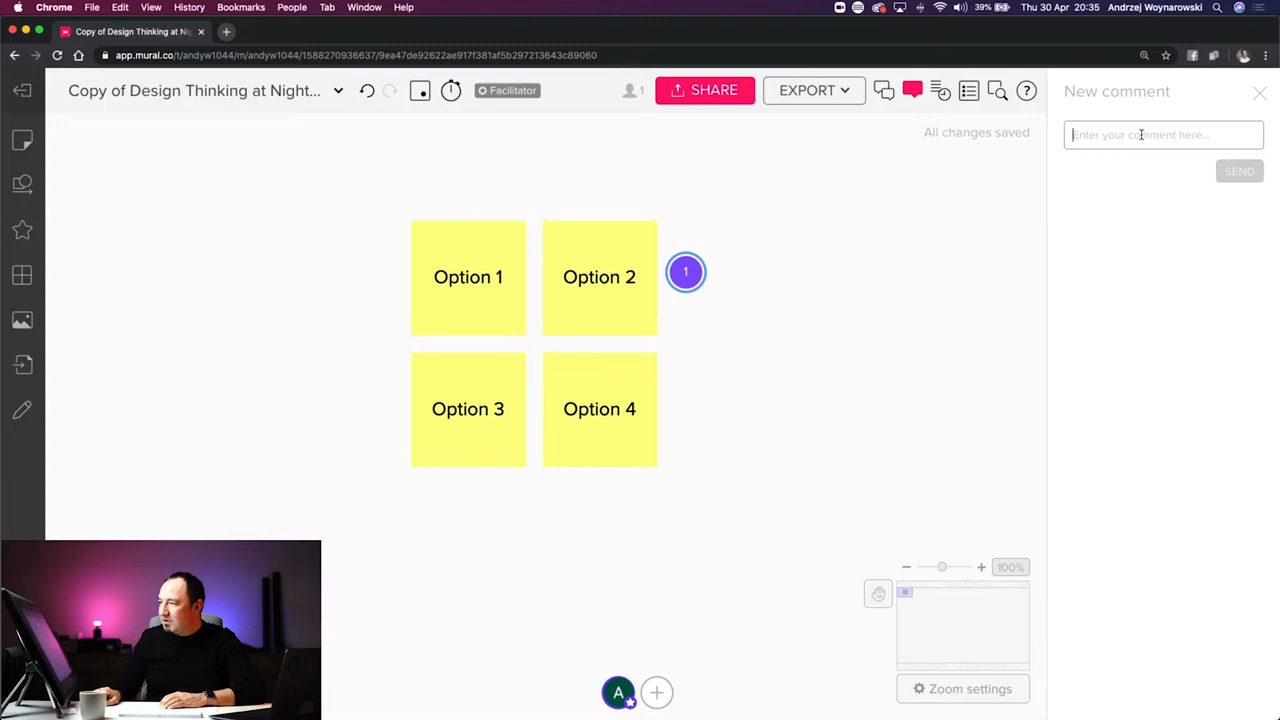 Chrome File Edit View History Bookmarks People Tab Window Help 39% Thu 30 Apr 20:35 Andrzej Woynarowski
Copy of Design Thinking at Nig
app.mural.co/t/andyw1044/m/andyw1044/1588270936637/9ea47de92622ae917f381af5b297213643c89060
Copy of Design Thinking at Night... Facilitator 1 SHARE EXPORT ?
New comment
All changes saved
Enter your comment here...
SEND
Option 1 Option 2 1
Option 3 Option 4
100%
A
Zoom settings